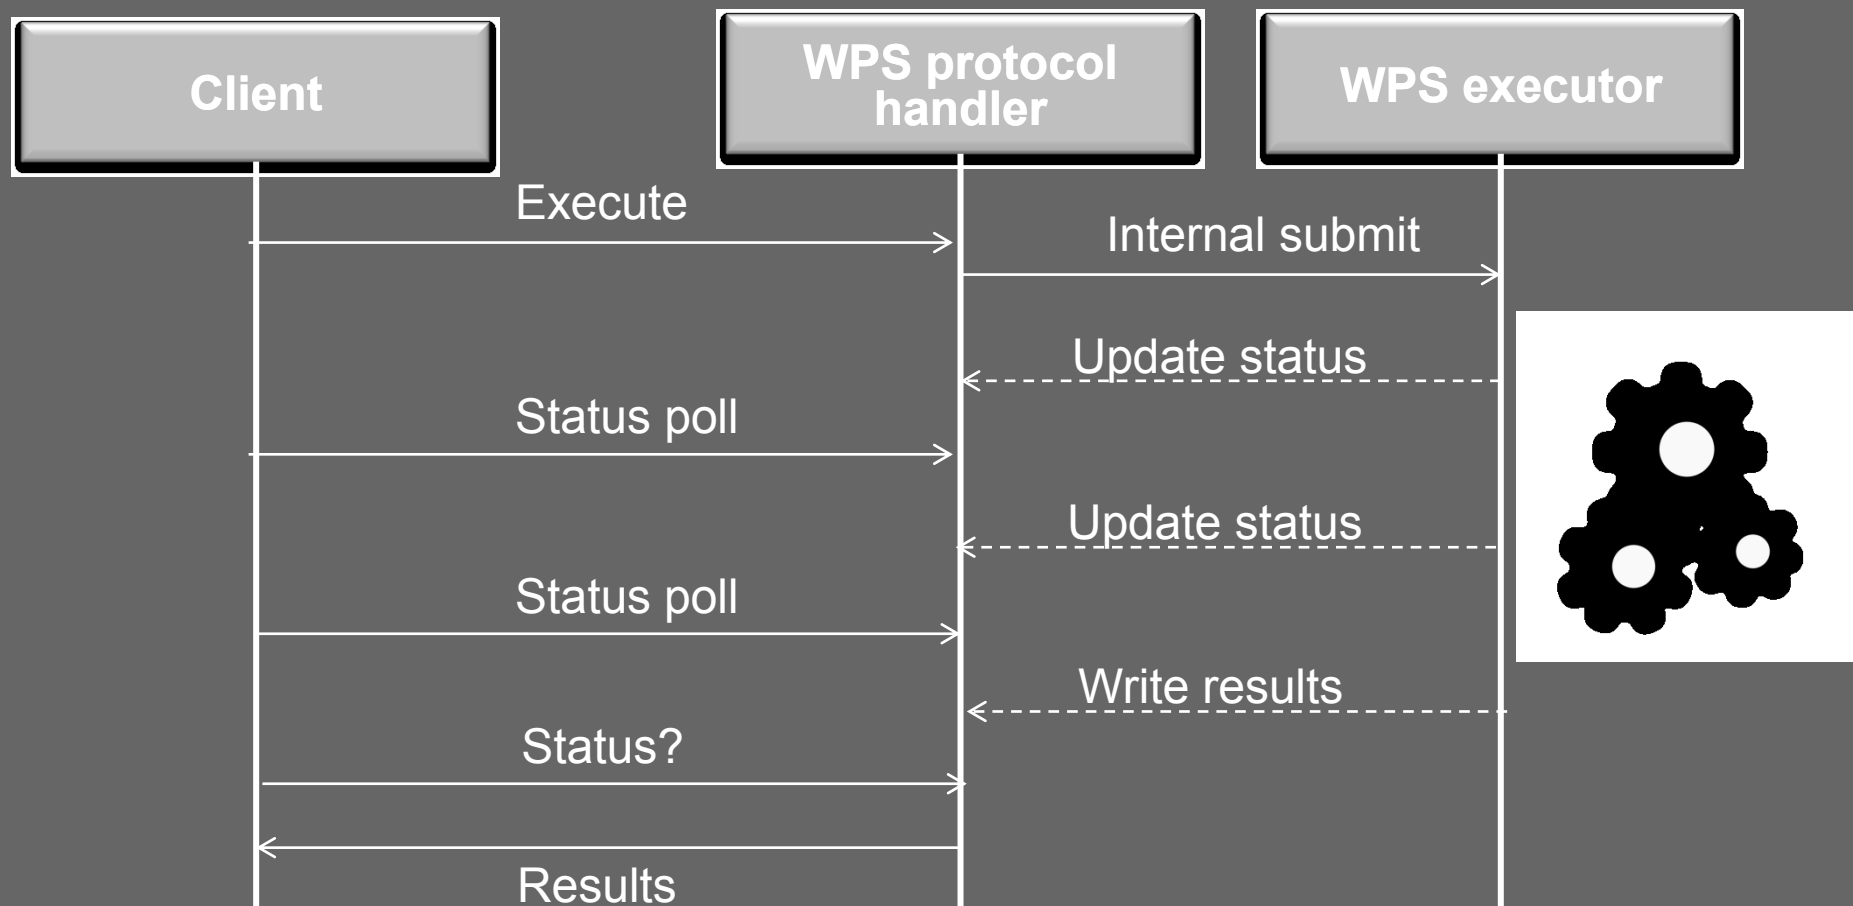 Client
WPS protocol
handler
WPS executor
Execute
Internal submit
Update status
Status poll
Update status
Status poll
Write results
Status?
Results